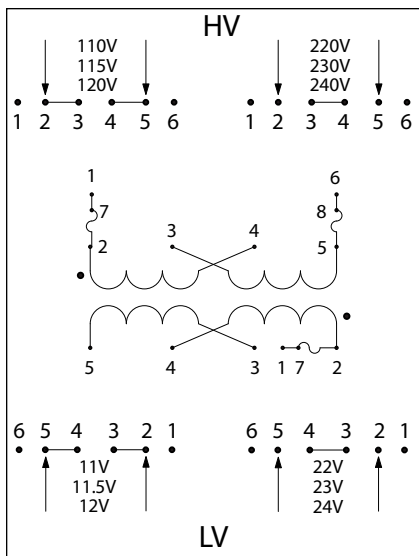 HV
110V 220V
115V 230V
120V 240V
1 2 3 4 5 6 1 2 3 4 5 6
1 6
7 8
2 3 4 5
5 4 3 1 7 2
6 5 4 3 2 1 6 5 4 3 2 1
11V 22V
11.5V 23V
12V 24V
LV